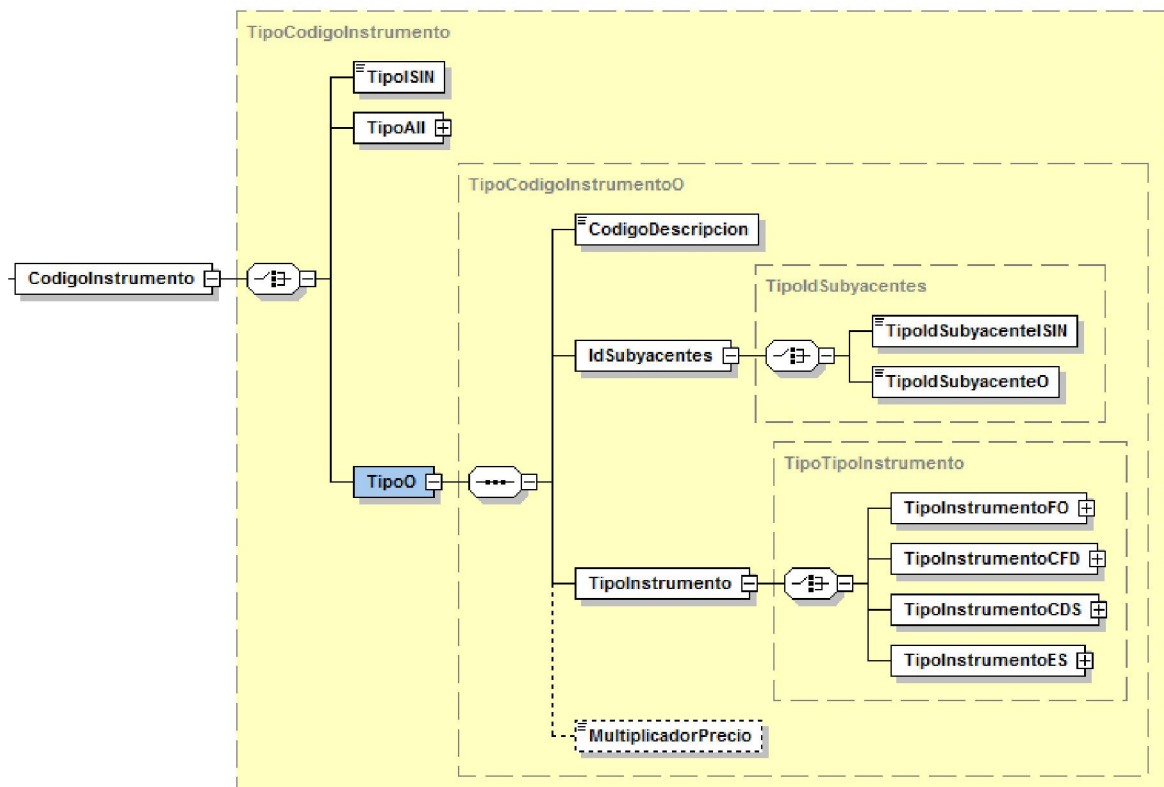 TipoCodigoInstrumento
TipoISIN
TipoAII
TipoCodigoInstrumentoO
CodigoDescripcion
CodigoInstrumento
TipoIdSubyacentes
TipoIdSubyacenteISIN
IdSubyacentes
TipoIdSubyacenteO
TipoO
TipoTipoInstrumento
TipoInstrumentoFO
TipoInstrumentoCFD
TipoInstrumento
TipoInstrumentoCDS
TipoInstrumentoES
MultiplicadorPrecio